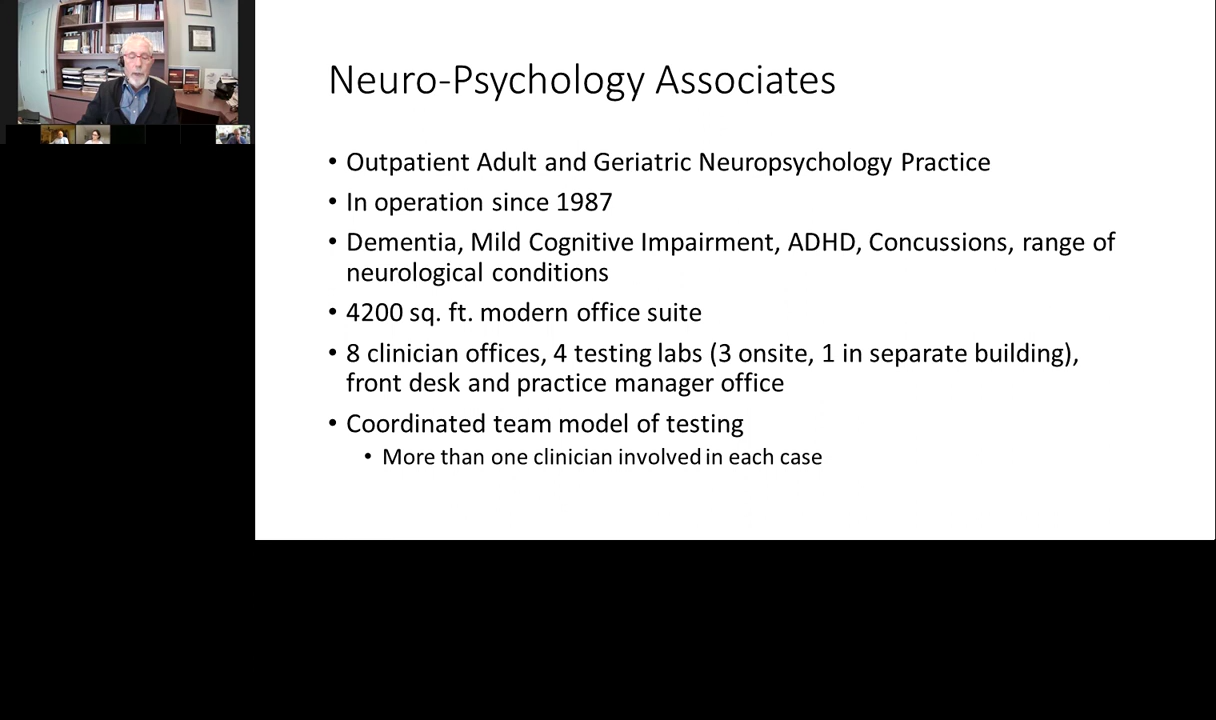 Neuro-Psychology Associates
• Outpatient Adult and Geriatric Neuropsychology Practice
• In operation since 1987
• Dementia, Mild Cognitive Impairment, ADHD, Concussions, range of
neurological conditions
• 4200 sq. ft. modern office suite
• 8 clinician offices, 4 testing labs (3 onsite, 1 in separate building),
front desk and practice manager office
• Coordinated team model of testing
• More than one clinician involved in each case